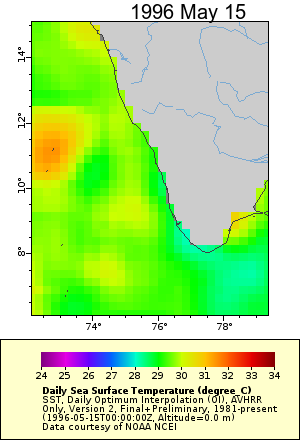 1996 May 15
14°
12°
10°
8°
74°
76°
78°
24 25 26 27 28 29 30 31 32 33 34
Daily Sea Surface Temperature (degree_C)
SST, Daily Optimum Interpolation (OI), AVHRR
Only, Version 2, Final+Preliminary, 1981-present
(1996-05-15T00:00:00Z, Altitude=0.0 m)
Data courtesy of NOAA NCEI